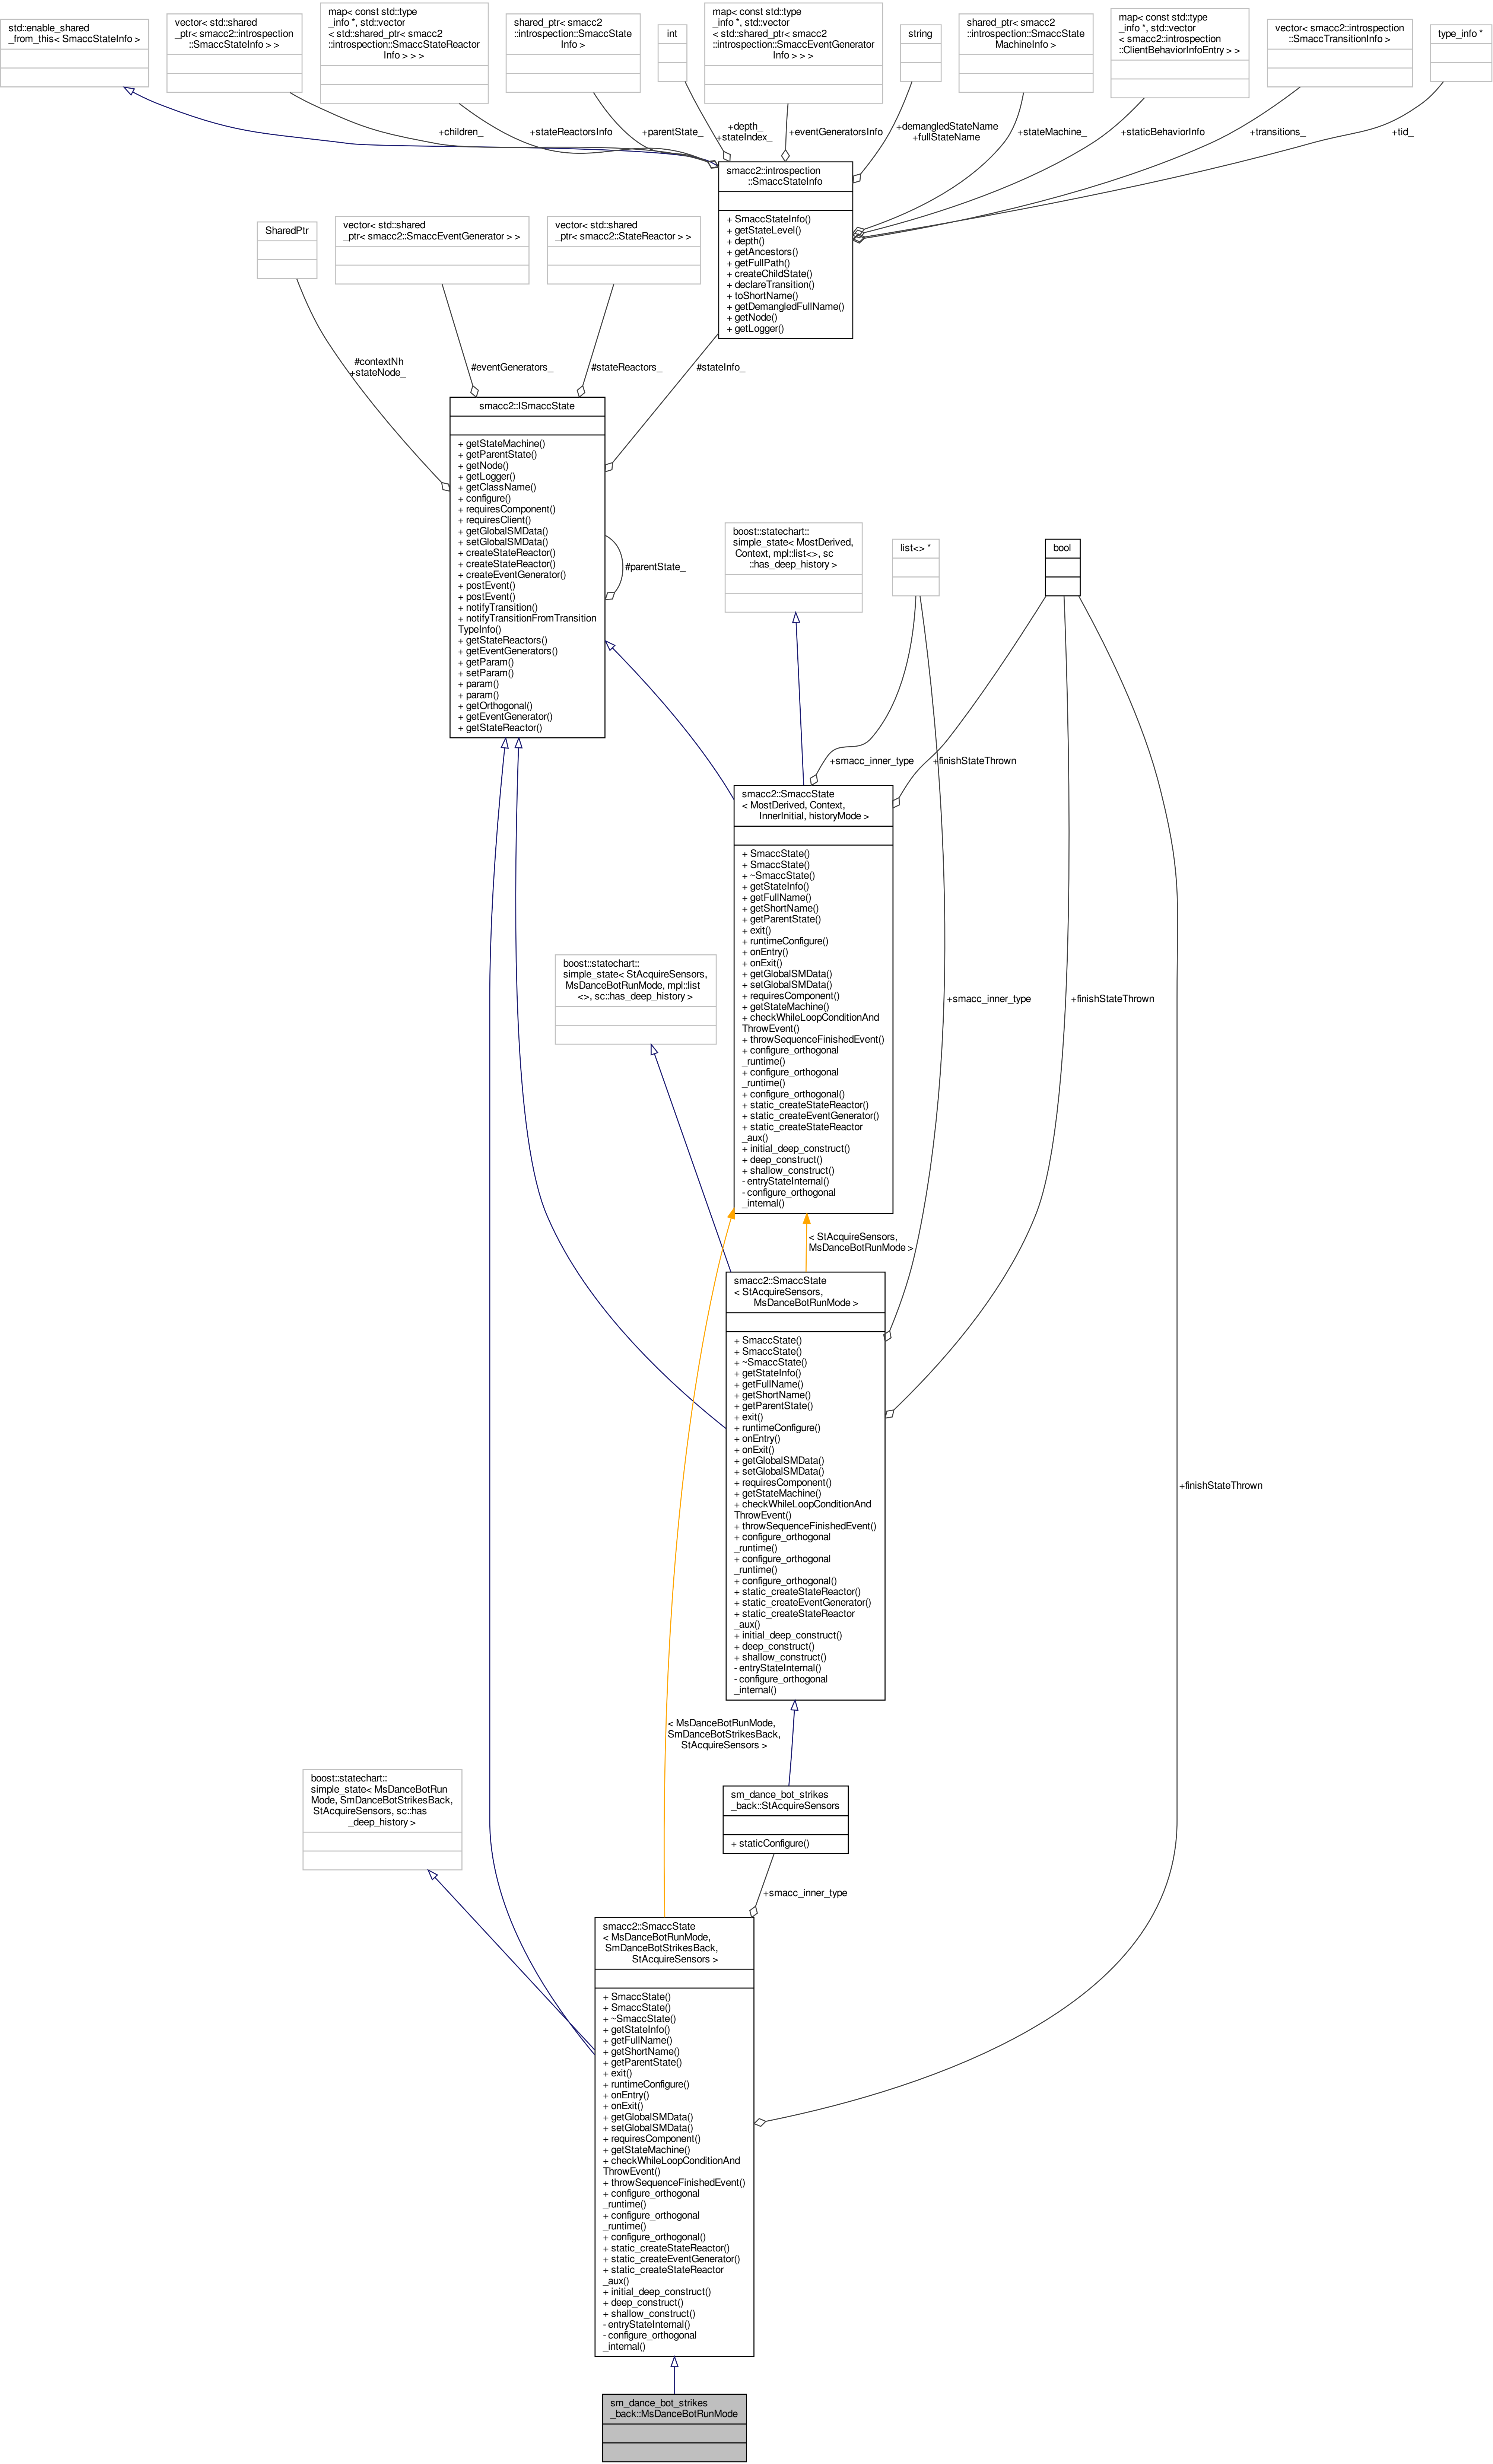 std::enable_shared
_from_this< SmaccStateInfo >
vector< std::shared
_ptr< smacc2::introspection
::SmaccStateInfo > >
map< const std::type
_info *, std::vector
< std::shared_ptr< smacc2
::introspection::SmaccStateReactor
Info > > >
shared_ptr< smacc2
::introspection::SmaccState
Info >
int
map< const std::type
_info *, std::vector
< std::shared_ptr< smacc2
::introspection::SmaccEventGenerator
Info > > >
string
shared_ptr< smacc2
::introspection::SmaccState
MachineInfo >
map< const std::type
_info *, std::vector
< smacc2::introspection
::ClientBehaviorInfoEntry > >
vector< smacc2::introspection
::SmaccTransitionInfo >
type_info *
+children_
+stateReactorsInfo
+parentState_
+depth_
+stateIndex_
+eventGeneratorsInfo
+demangledStateName
+fullStateName
+stateMachine_
+staticBehaviorInfo
+transitions_
+tid_
smacc2::introspection
::SmaccStateInfo
+ SmaccStateInfo()
+ getStateLevel()
+ depth()
+ getAncestors()
+ getFullPath()
+ createChildState()
+ declareTransition()
+ toShortName()
+ getDemangledFullName()
+ getNode()
+ getLogger()
SharedPtr
vector< std::shared
_ptr< smacc2::SmaccEventGenerator > >
vector< std::shared
_ptr< smacc2::StateReactor > >
#contextNh
+stateNode_
#eventGenerators_
#stateReactors_
#stateInfo_
smacc2::ISmaccState
+ getStateMachine()
+ getParentState()
+ getNode()
+ getLogger()
+ getClassName()
+ configure()
+ requiresComponent()
+ requiresClient()
+ getGlobalSMData()
+ setGlobalSMData()
+ createStateReactor()
+ createStateReactor()
+ createEventGenerator()
+ postEvent()
+ postEvent()
+ notifyTransition()
+ notifyTransitionFromTransition
TypeInfo()
+ getStateReactors()
+ getEventGenerators()
+ getParam()
+ setParam()
+ param()
+ param()
+ getOrthogonal()
+ getEventGenerator()
+ getStateReactor()
#parentState_
boost::statechart::
simple_state< MostDerived,
Context, mpl::list<>, sc
::has_deep_history >
list<> *
bool
+smacc_inner_type
+finishStateThrown
smacc2::SmaccState
< MostDerived, Context,
InnerInitial, historyMode >
+ SmaccState()
+ SmaccState()
+ ~SmaccState()
+ getStateInfo()
+ getFullName()
+ getShortName()
+ getParentState()
+ exit()
+ runtimeConfigure()
+ onEntry()
+ onExit()
+ getGlobalSMData()
+ setGlobalSMData()
+ requiresComponent()
+ getStateMachine()
+ checkWhileLoopConditionAnd
ThrowEvent()
+ throwSequenceFinishedEvent()
+ configure_orthogonal
_runtime()
+ configure_orthogonal
_runtime()
+ configure_orthogonal()
+ static_createStateReactor()
+ static_createEventGenerator()
+ static_createStateReactor
_aux()
+ initial_deep_construct()
+ deep_construct()
+ shallow_construct()
- entryStateInternal()
- configure_orthogonal
_internal()
boost::statechart::
simple_state< StAcquireSensors,
MsDanceBotRunMode, mpl::list
<>, sc::has_deep_history >
+smacc_inner_type
+finishStateThrown
< StAcquireSensors,
MsDanceBotRunMode >
smacc2::SmaccState
< StAcquireSensors,
MsDanceBotRunMode >
+ SmaccState()
+ SmaccState()
+ ~SmaccState()
+ getStateInfo()
+ getFullName()
+ getShortName()
+ getParentState()
+ exit()
+ runtimeConfigure()
+ onEntry()
+ onExit()
+ getGlobalSMData()
+ setGlobalSMData()
+ requiresComponent()
+ getStateMachine()
+ checkWhileLoopConditionAnd
ThrowEvent()
+ throwSequenceFinishedEvent()
+ configure_orthogonal
_runtime()
+ configure_orthogonal
_runtime()
+ configure_orthogonal()
+ static_createStateReactor()
+ static_createEventGenerator()
+ static_createStateReactor
_aux()
+ initial_deep_construct()
+ deep_construct()
+ shallow_construct()
- entryStateInternal()
- configure_orthogonal
_internal()
+finishStateThrown
< MsDanceBotRunMode,
SmDanceBotStrikesBack,
StAcquireSensors >
boost::statechart::
simple_state< MsDanceBotRun
Mode, SmDanceBotStrikesBack,
StAcquireSensors, sc::has
_deep_history >
sm_dance_bot_strikes
_back::StAcquireSensors
+ staticConfigure()
+smacc_inner_type
smacc2::SmaccState
< MsDanceBotRunMode,
SmDanceBotStrikesBack,
StAcquireSensors >
+ SmaccState()
+ SmaccState()
+ ~SmaccState()
+ getStateInfo()
+ getFullName()
+ getShortName()
+ getParentState()
+ exit()
+ runtimeConfigure()
+ onEntry()
+ onExit()
+ getGlobalSMData()
+ setGlobalSMData()
+ requiresComponent()
+ getStateMachine()
+ checkWhileLoopConditionAnd
ThrowEvent()
+ throwSequenceFinishedEvent()
+ configure_orthogonal
_runtime()
+ configure_orthogonal
_runtime()
+ configure_orthogonal()
+ static_createStateReactor()
+ static_createEventGenerator()
+ static_createStateReactor
_aux()
+ initial_deep_construct()
+ deep_construct()
+ shallow_construct()
- entryStateInternal()
- configure_orthogonal
_internal()
sm_dance_bot_strikes
_back::MsDanceBotRunMode